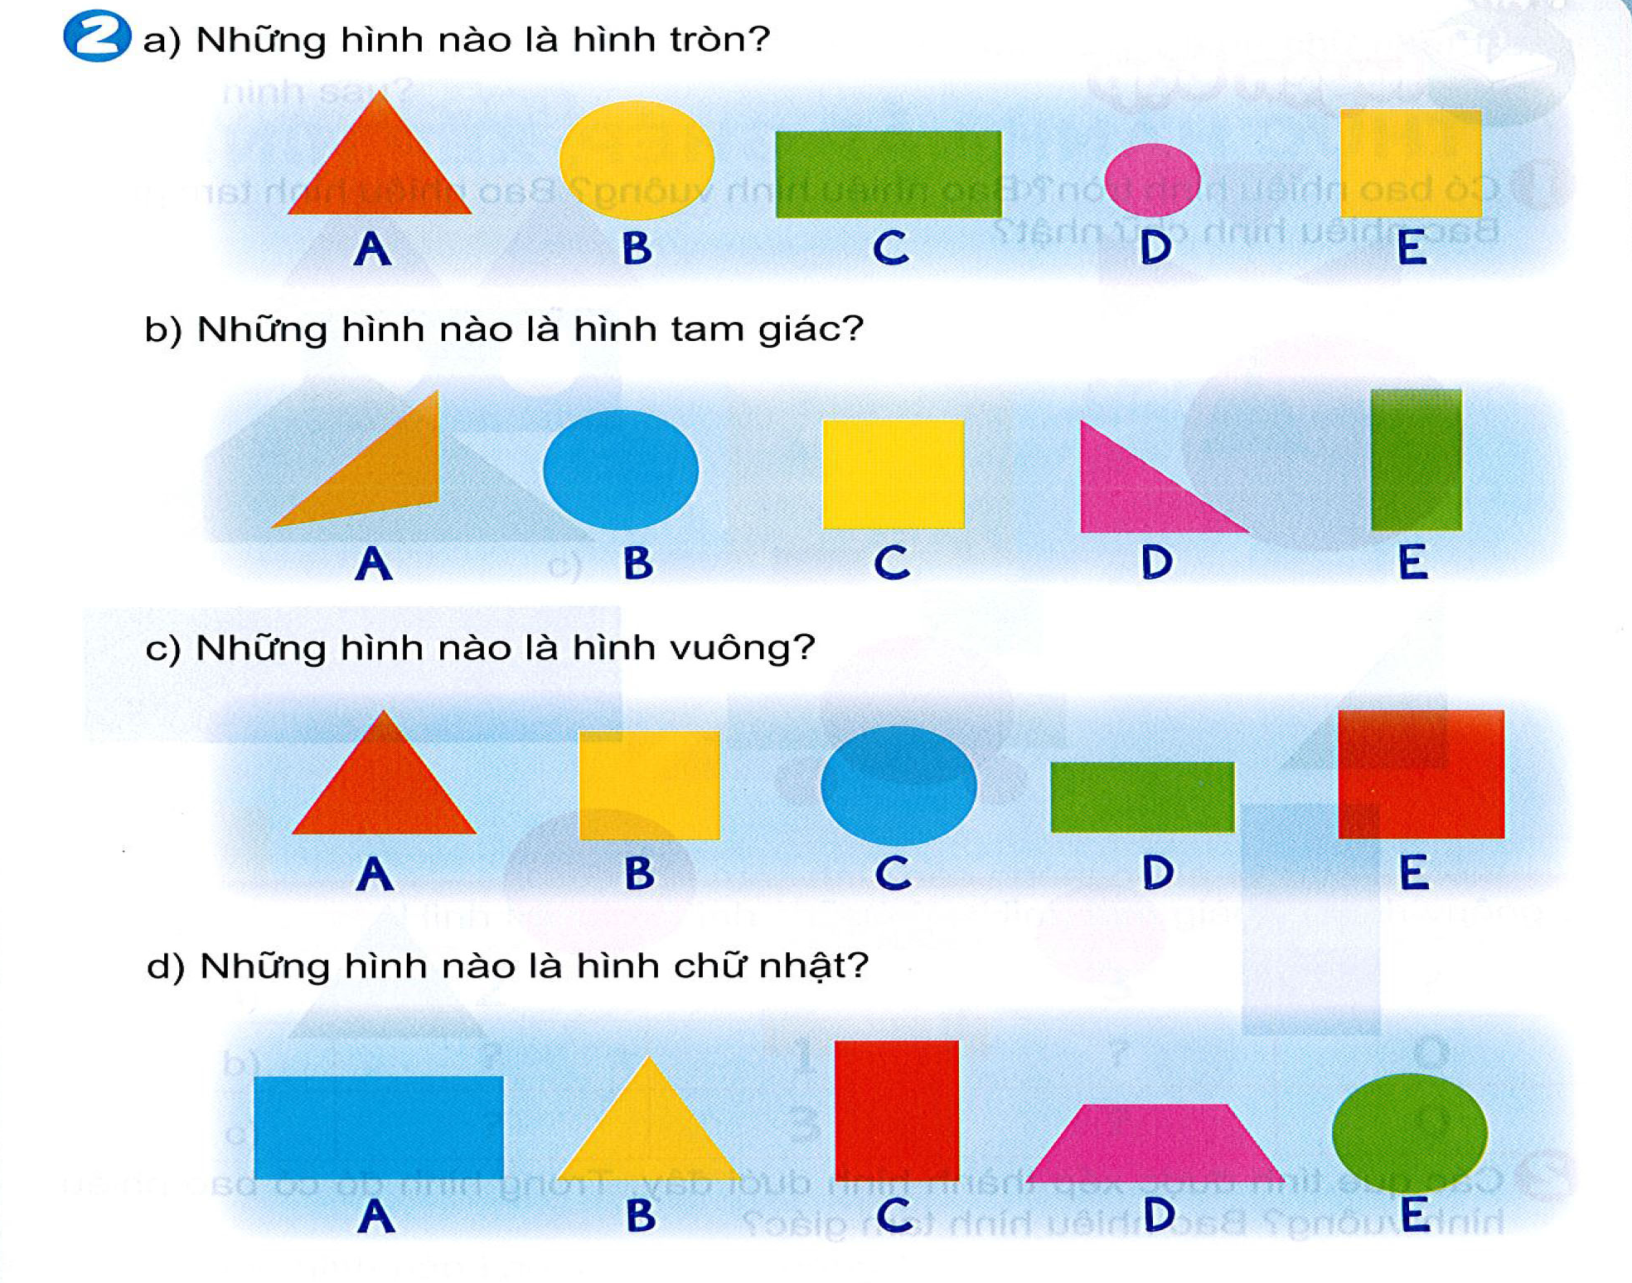 2 a) Những hình nào là hình tròn?
A B C D E
b) Những hình nào là hình tam giác?
A B C D E
c) Những hình nào là hình vuông?
A B C D E
d) Những hình nào là hình chữ nhật?
A B C D E